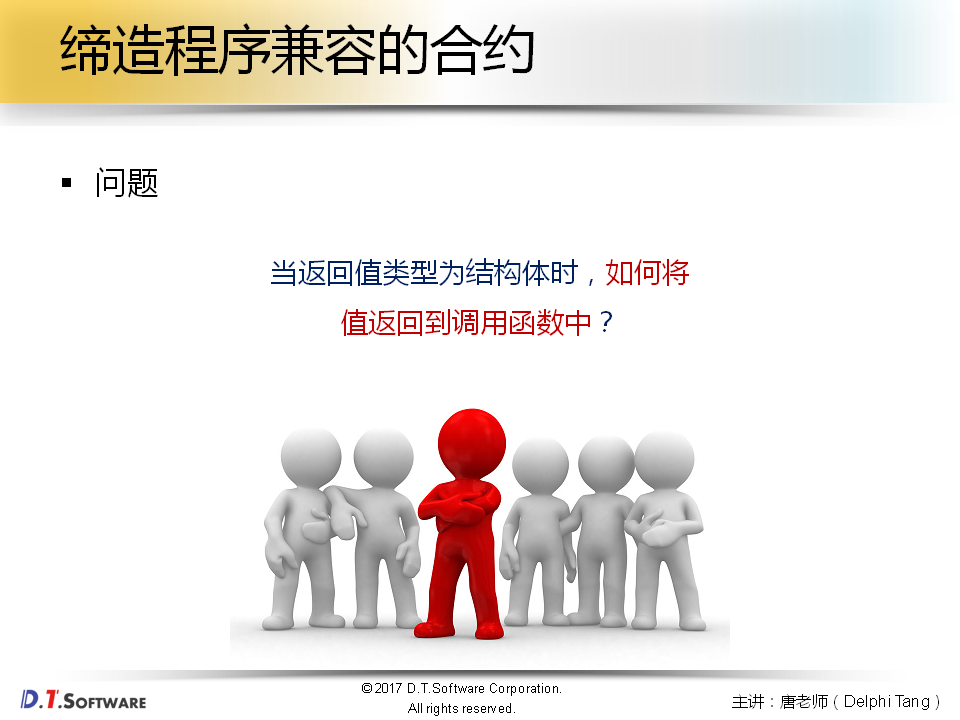 缔造程序兼容的合约
▪ 问题
当返回值类型为结构体时，如何将
值返回到调用函数中？
D.T.SOFTWARE
©2017 D.T.Software Corporation.
All rights reserved.
主讲：唐老师（Delphi Tang）